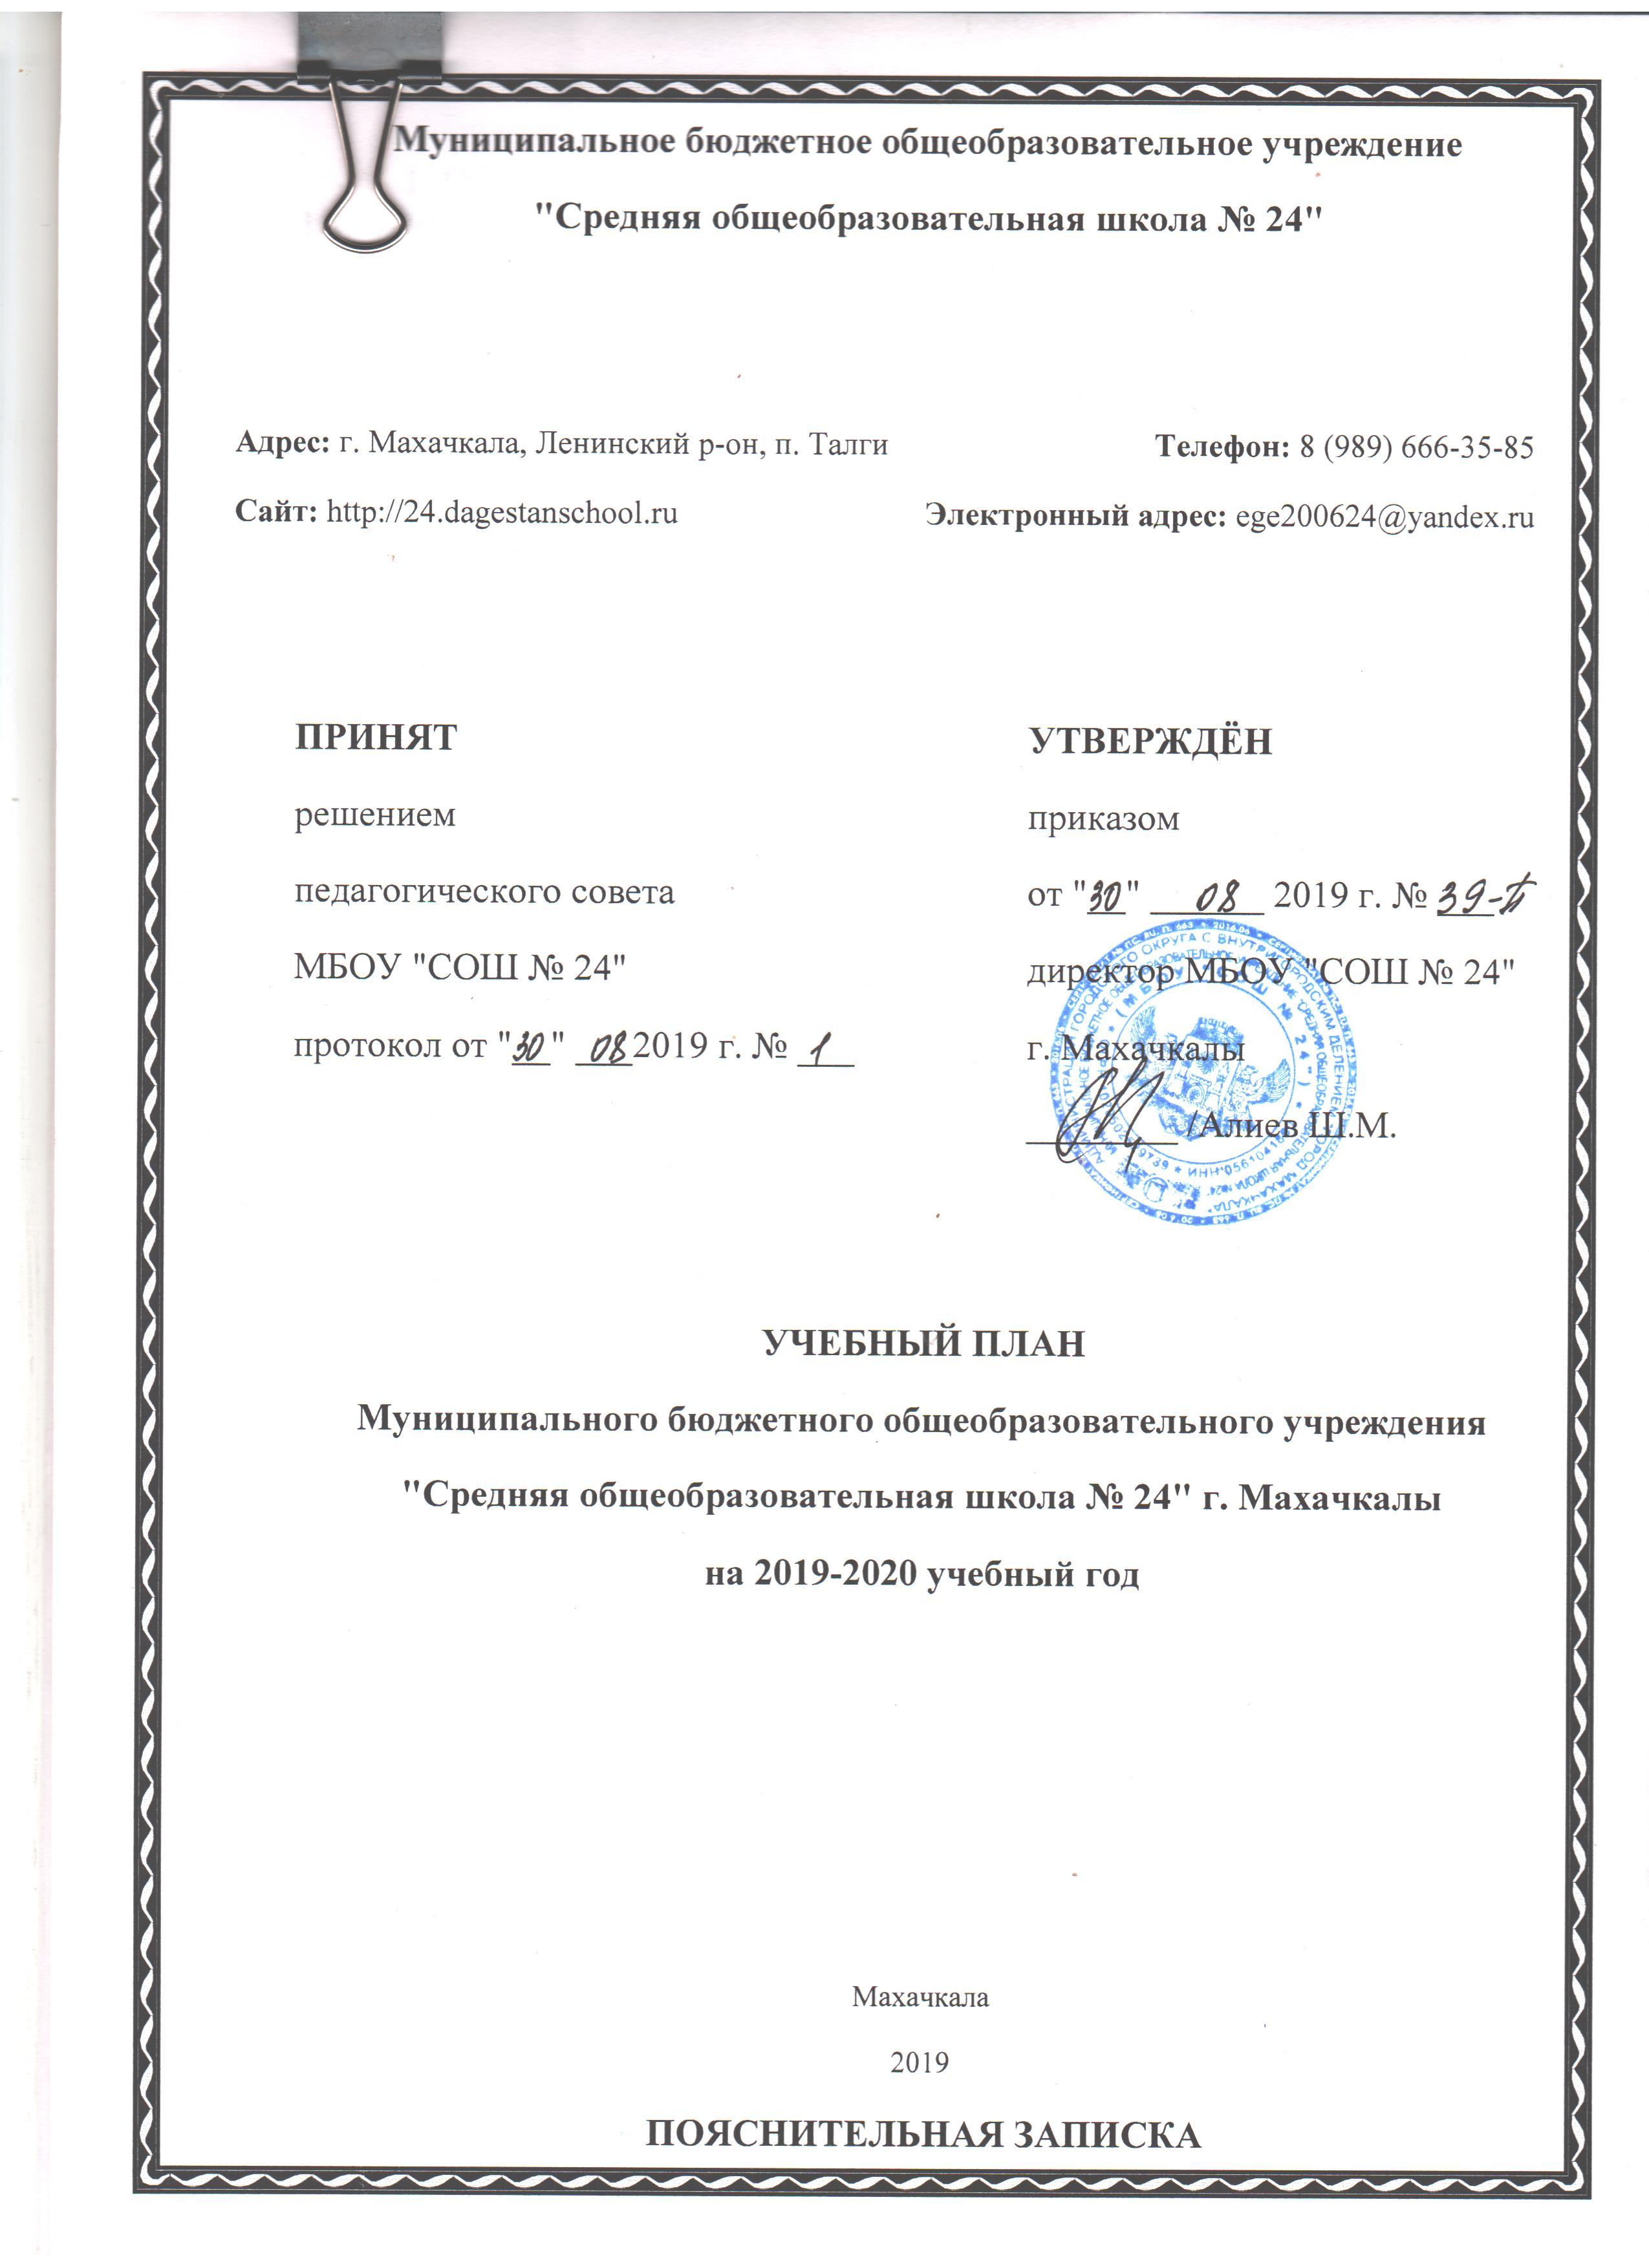 Муниципальное бюджетное общеобразовательное учреждение
"Средняя общеобразовательная школа № 24"
Адрес: г. Махачкала, Ленинский р-он, п. Талги
Телефон: 8 (989) 666-35-85
Сайт: http://24.dagestanschool.ru
Электронный адрес: ege200624@yandex.ru
ПРИНЯТ
решением
педагогического совета
МБОУ "СОШ № 24"
протокол от "30" 08 2019 г. № 1
УТВЕРЖДЁН
приказом
от "30" 08 2019 г. № 39-П
директор МБОУ "СОШ № 24"
г. Махачкалы
/Алиев Ш.М.
УЧЕБНЫЙ ПЛАН
Муниципального бюджетного общеобразовательного учреждения
"Средняя общеобразовательная школа № 24" г. Махачкалы
на 2019-2020 учебный год
Махачкала
2019
ПОЯСНИТЕЛЬНАЯ ЗАПИСКА